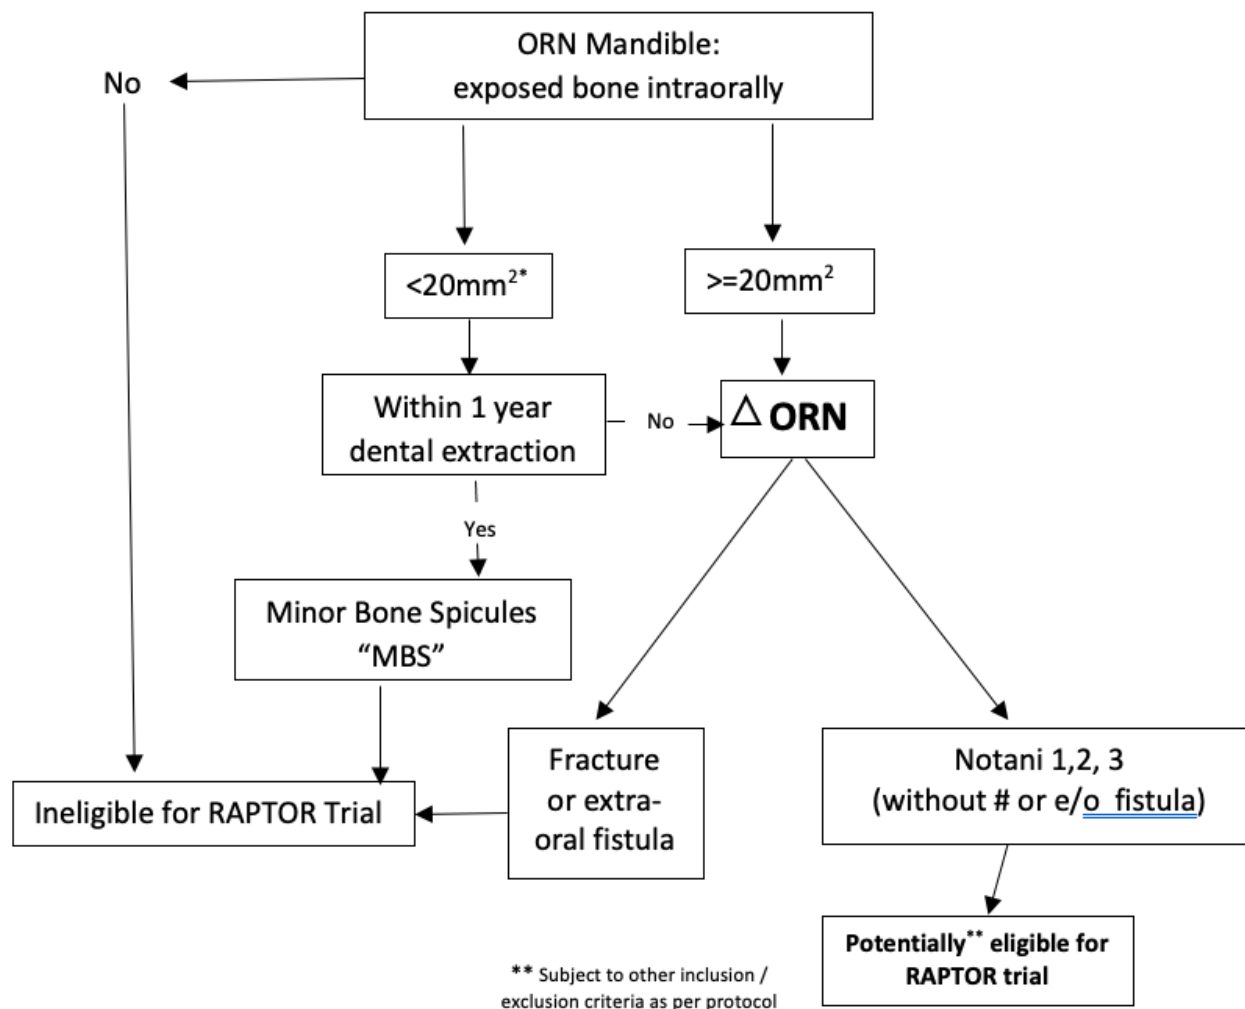 ORN Mandible:
exposed bone intraorally
No
<20mm²*
>=20mm²
Within 1 year
dental extraction
No
△ ORN
Yes
Minor Bone Spicules
“MBS”
Fracture
or extra-
oral fistula
Notani 1,2, 3
(without # or e/o fistula)
Ineligible for RAPTOR Trial
Potentially** eligible for
RAPTOR trial
** Subject to other inclusion /
exclusion criteria as per protocol